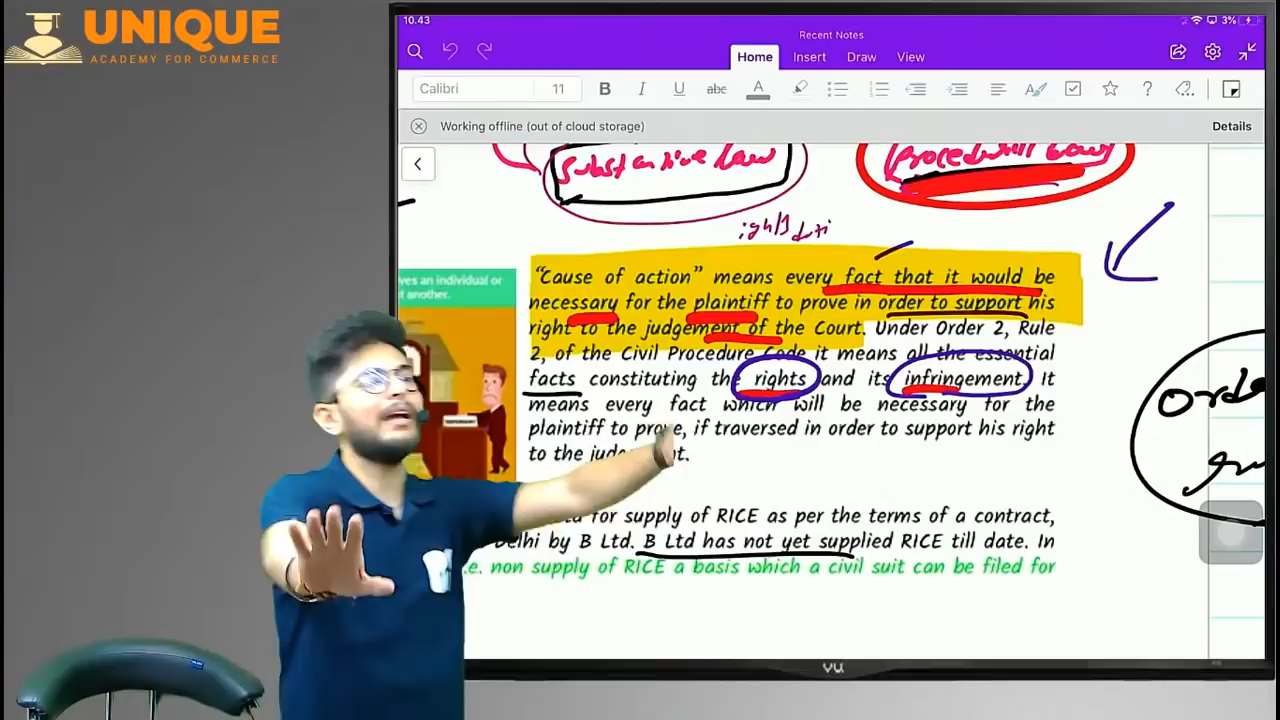 UNIQUE
ACADEMY FOR COMMERCE
10.43
3%
Recent Notes
Home Insert Draw View
Calibri 11 B I U abc A
Working offline (out of cloud storage) Details
Substantive law
Procedural law
“Cause of action” means every fact that it would be
necessary for the plaintiff to prove in order to support his
right to the judgement of the Court. Under Order 2, Rule
2, of the Civil Procedure Code it means all the essential
facts constituting the rights and its infringement. It
means every fact which will be necessary for the
plaintiff to prove, if traversed in order to support his right
to the
ves an individual or
another.
for supply of RICE as per the terms of a contract,
Delhi by B Ltd. B Ltd has not yet supplied RICE till date. In
non supply of RICE a basis which a civil suit can be filed for
VU